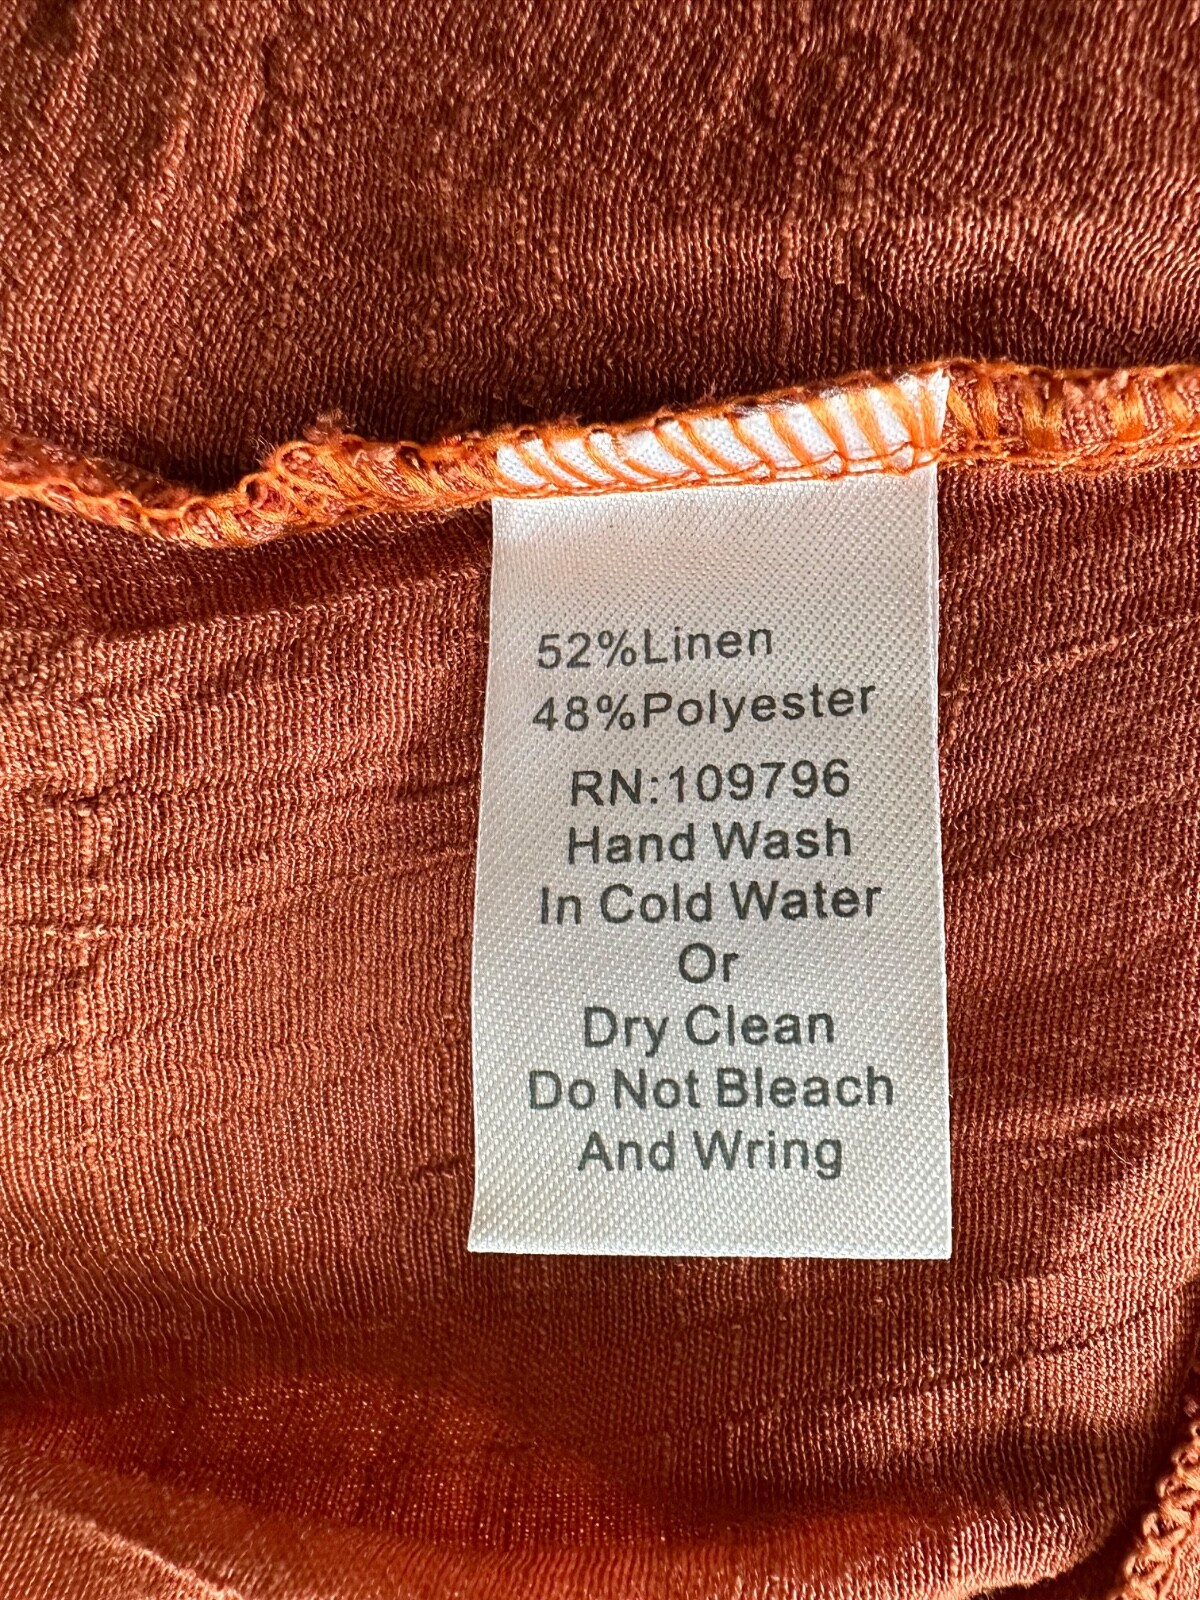 52%Linen
48%Polyester
RN:109796
Hand Wash
In Cold Water
Or
Dry Clean
Do Not Bleach
And Wring